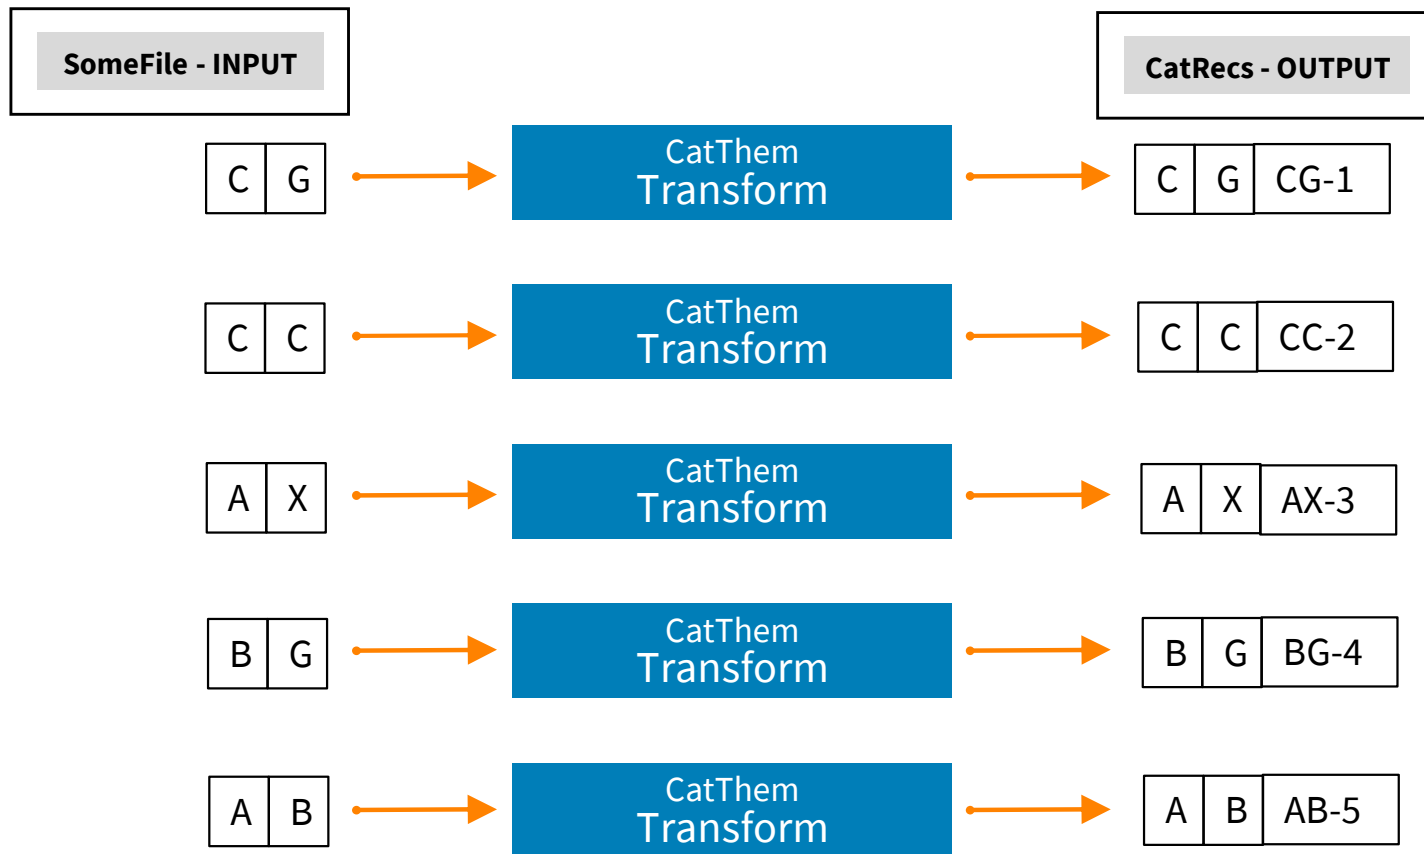 SomeFile - INPUT
CatRecs - OUTPUT
C G
CatThem
Transform
C G CG-1
C C
CatThem
Transform
C C CC-2
A X
CatThem
Transform
A X AX-3
B G
CatThem
Transform
B G BG-4
A B
CatThem
Transform
A B AB-5